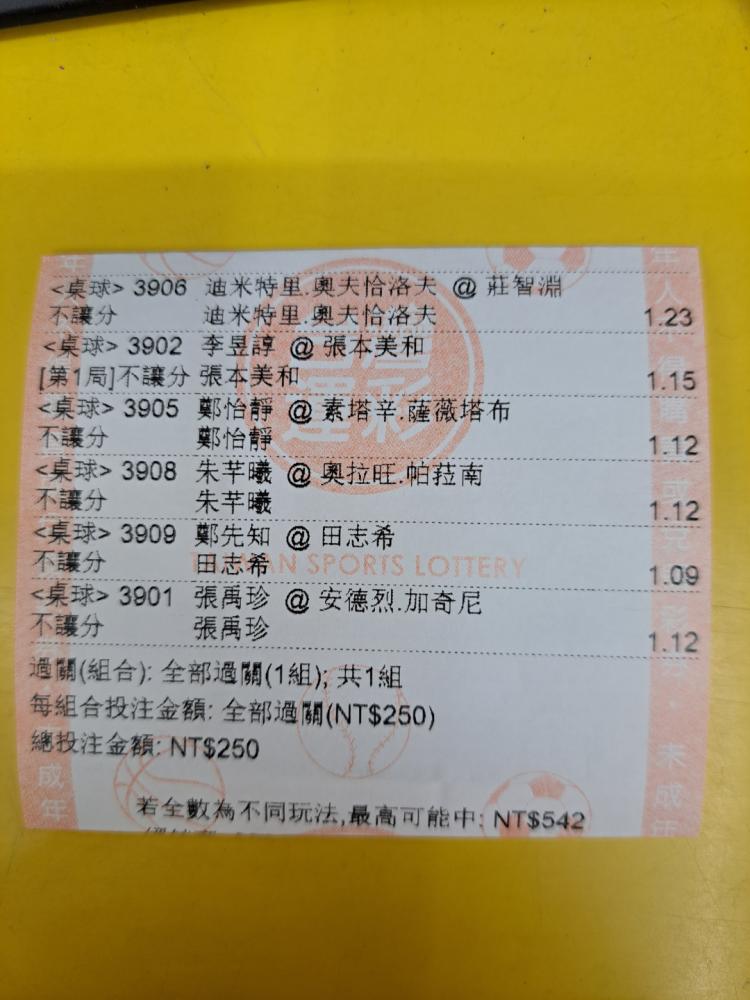 <桌球> 3906 迪米特里.奧夫恰洛夫 @ 莊智淵
不讓分 迪米特里.奧夫恰洛夫 1.23
<桌球> 3902 李昱諄 @ 張本美和
[第1局]不讓分 張本美和 1.15
<桌球> 3905 鄭怡靜 @ 素塔辛.薩薇塔布
不讓分 鄭怡靜 1.12
<桌球> 3908 朱芊曦 @ 奧拉旺.帕菈南
不讓分 朱芊曦 1.12
<桌球> 3909 鄭先知 @ 田志希
不讓分 田志希 1.09
TAIWAN SPORTS LOTTERY
<桌球> 3901 張禹珍 @ 安德烈.加奇尼
不讓分 張禹珍 1.12
過關(組合): 全部過關(1組); 共1組
每組合投注金額: 全部過關(NT$250)
總投注金額: NT$250
若全數為不同玩法,最高可能中: NT$542